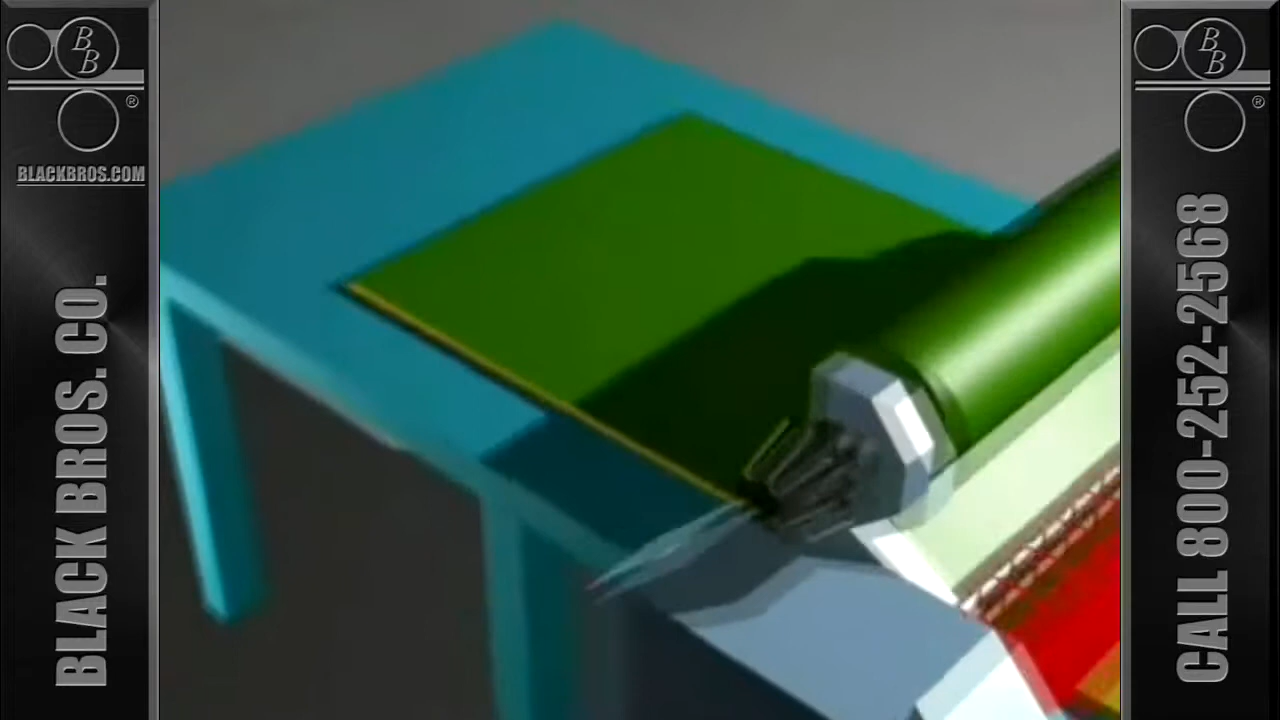 BB
®
BLACKBROS.COM
BLACK BROS. CO.
BB
®
CALL 800-252-2568